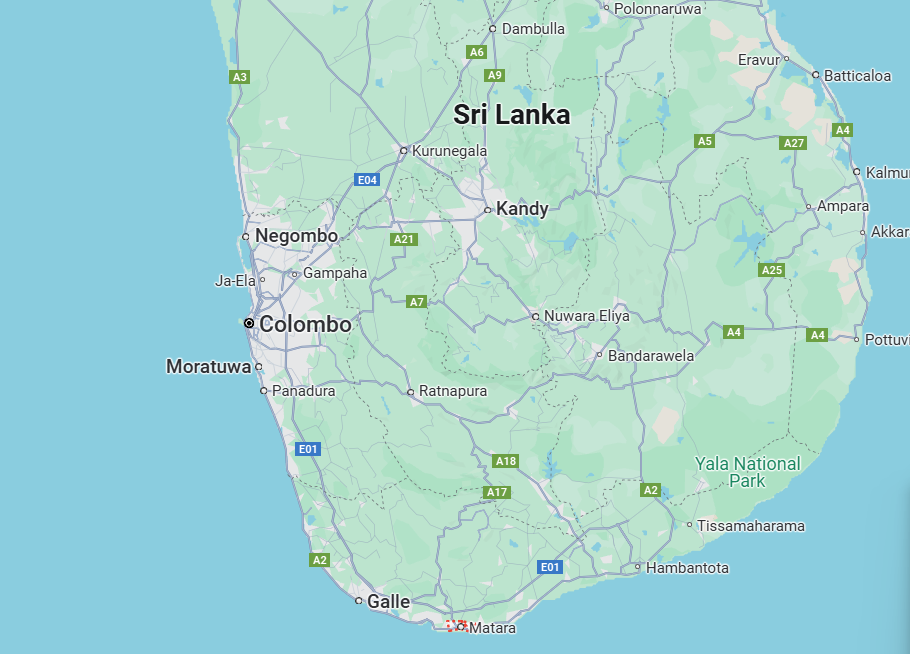 Polonnaruwa
Dambulla
A6
Eravur
A9
A3
Batticaloa
Sri Lanka
A4
A5
A27
Kurunegala
Kalmu
E04
Kandy
Ampara
Akkar
Negombo
A21
A25
Gampaha
Ja-Ela
A7
Nuwara Eliya
Colombo
A4
A4
Pottuvi
Bandarawela
Moratuwa
Panadura
Ratnapura
E01
A18
Yala National
Park
A2
A17
Tissamaharama
A2
E01
Hambantota
Galle
Matara